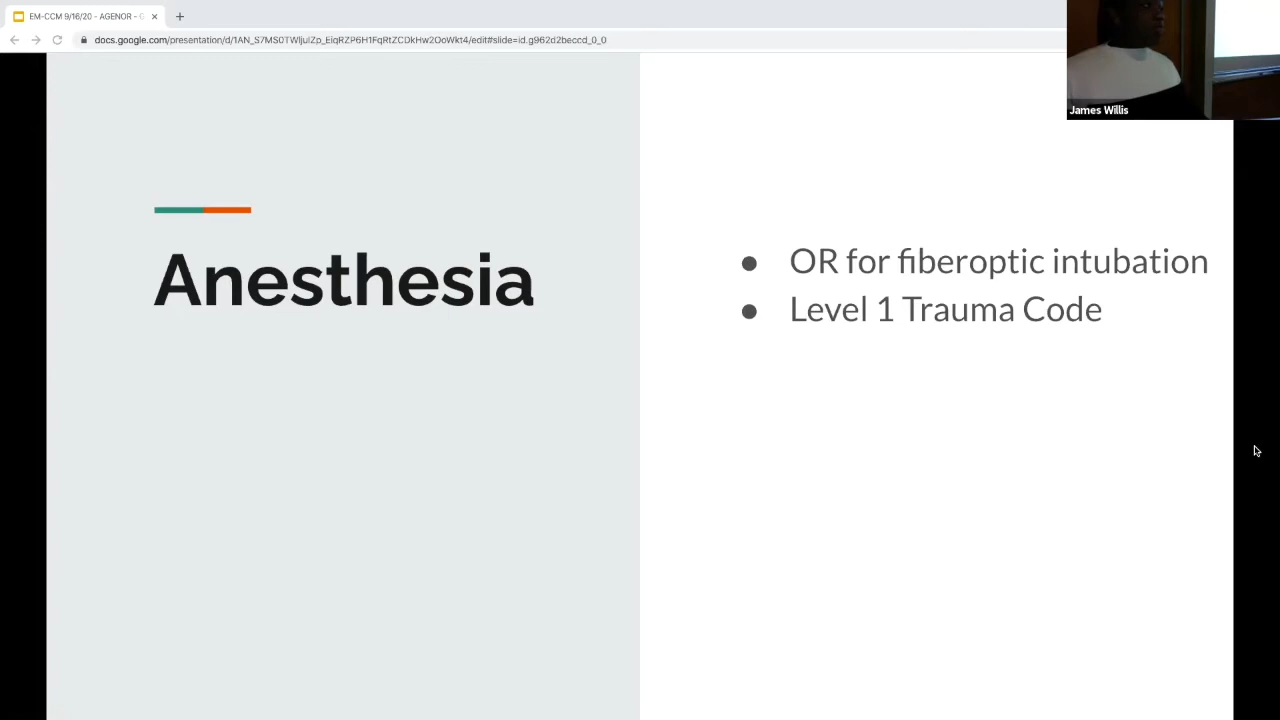 EM-CCM 9/16/20 - AGENOR - G
docs.google.com/presentation/d/1AN_S7MS0TWljuIZp_EiqRZP6H1FqRtZCDkHw2OoWkt4/edit#slide=id.g962d2beccd_0_0
James Willis
Anesthesia
● OR for fiberoptic intubation
● Level 1 Trauma Code